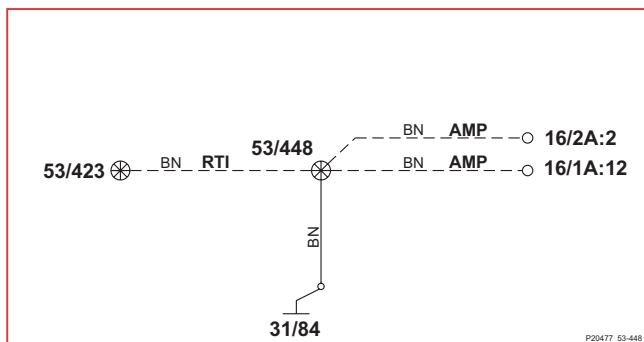 BN AMP 16/2A:2
53/448
53/423 BN RTI BN AMP 16/1A:12
BN
31/84
P20477 53-448